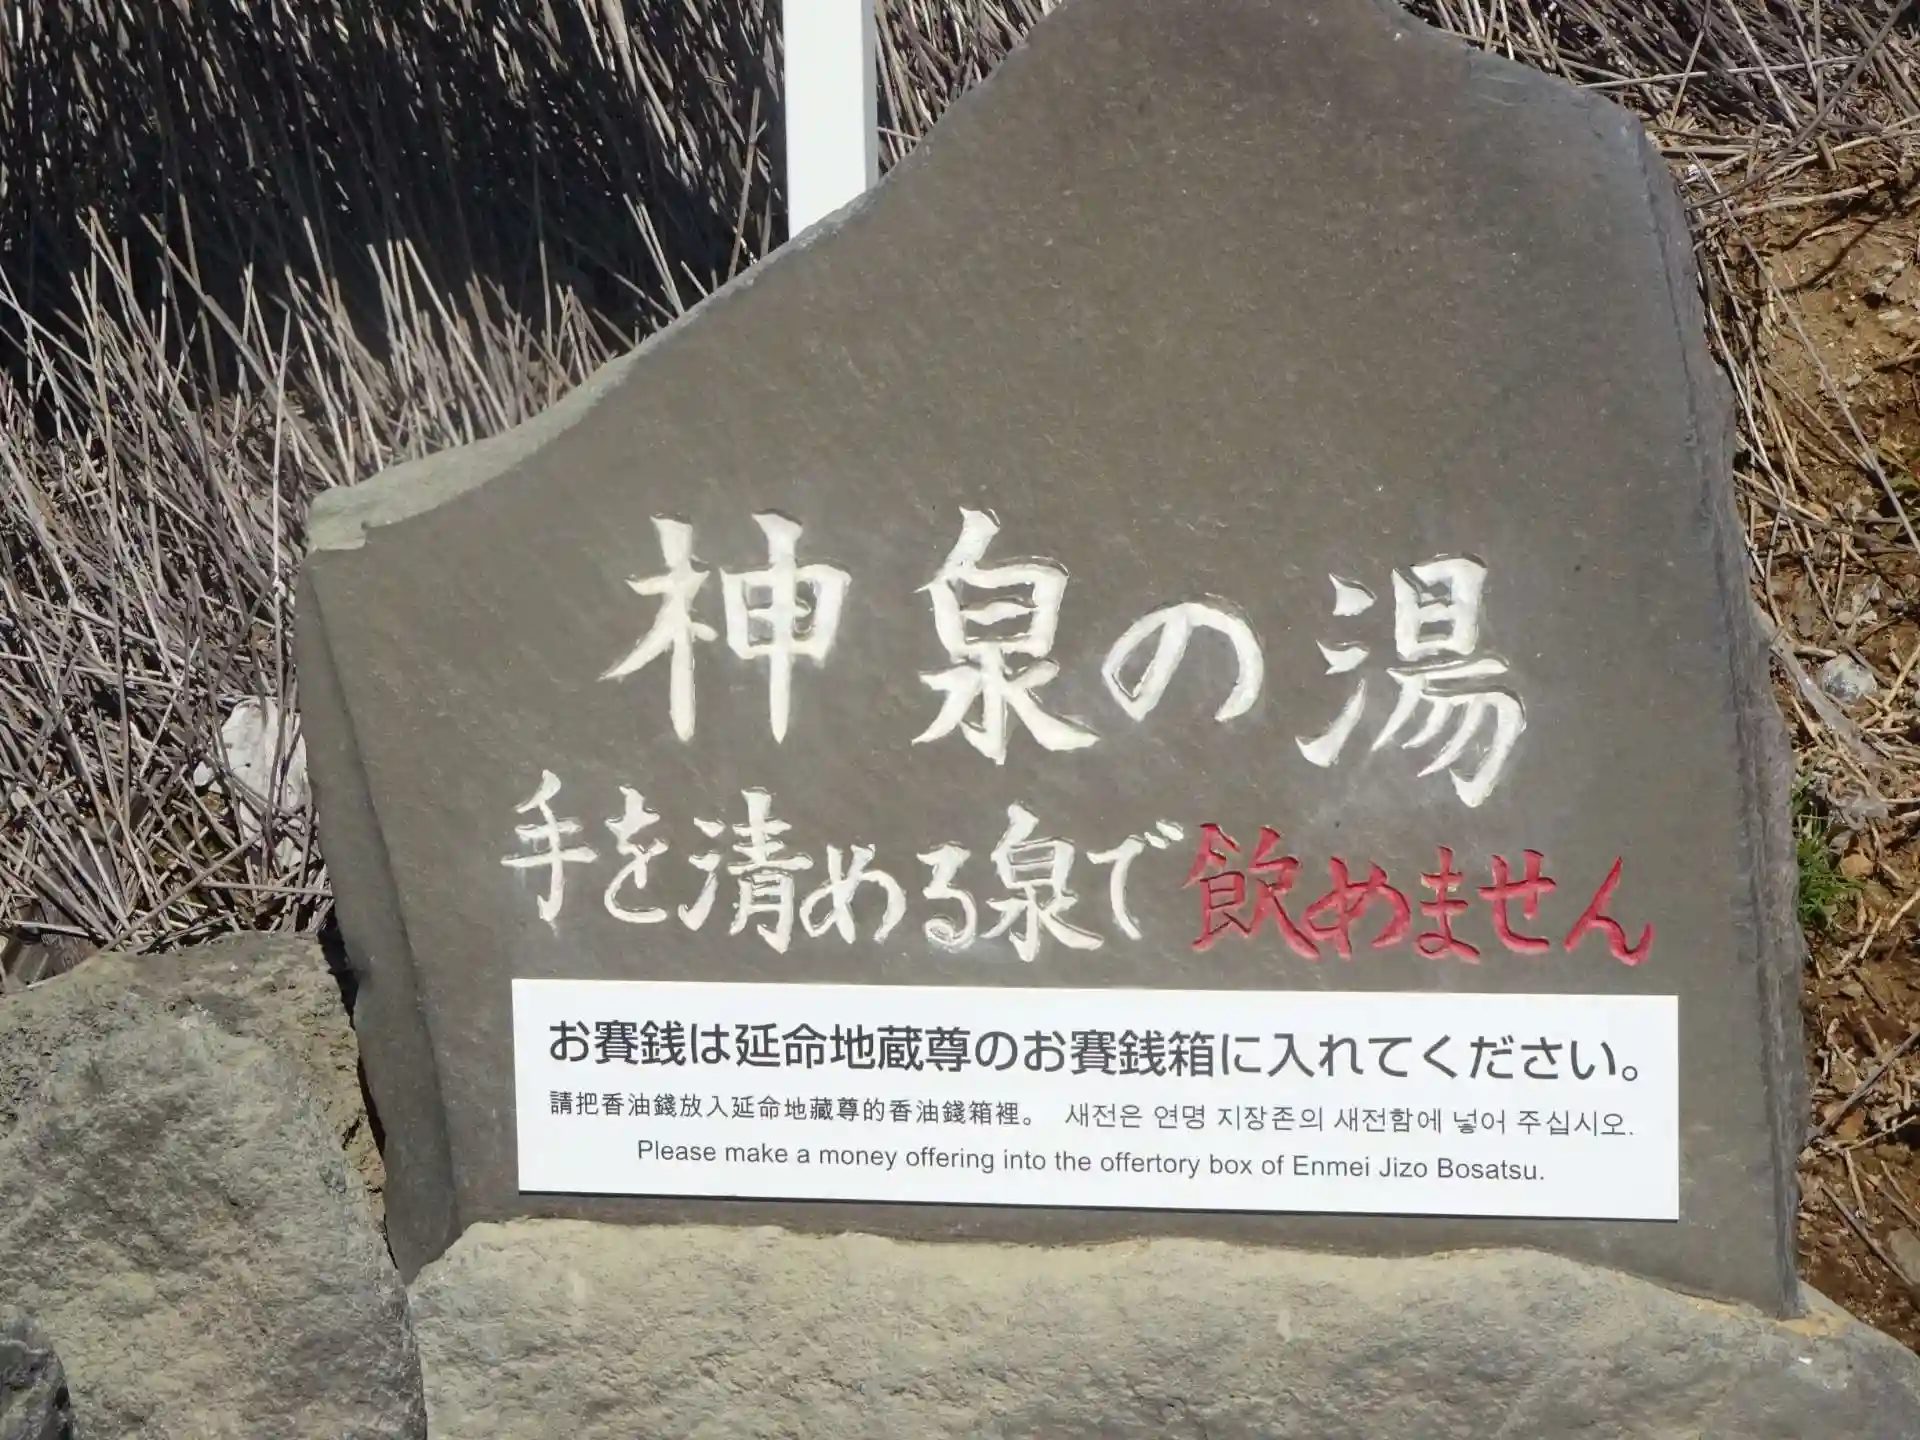 神泉の湯
手を清める泉で飲めません
お賽銭は延命地蔵尊のお賽銭箱に入れてください。
請把香油錢放入延命地藏尊的香油錢箱裡。 새전은 연명 지장존의 새전함에 넣어 주십시오.
Please make a money offering into the offertory box of Enmei Jizo Bosatsu.